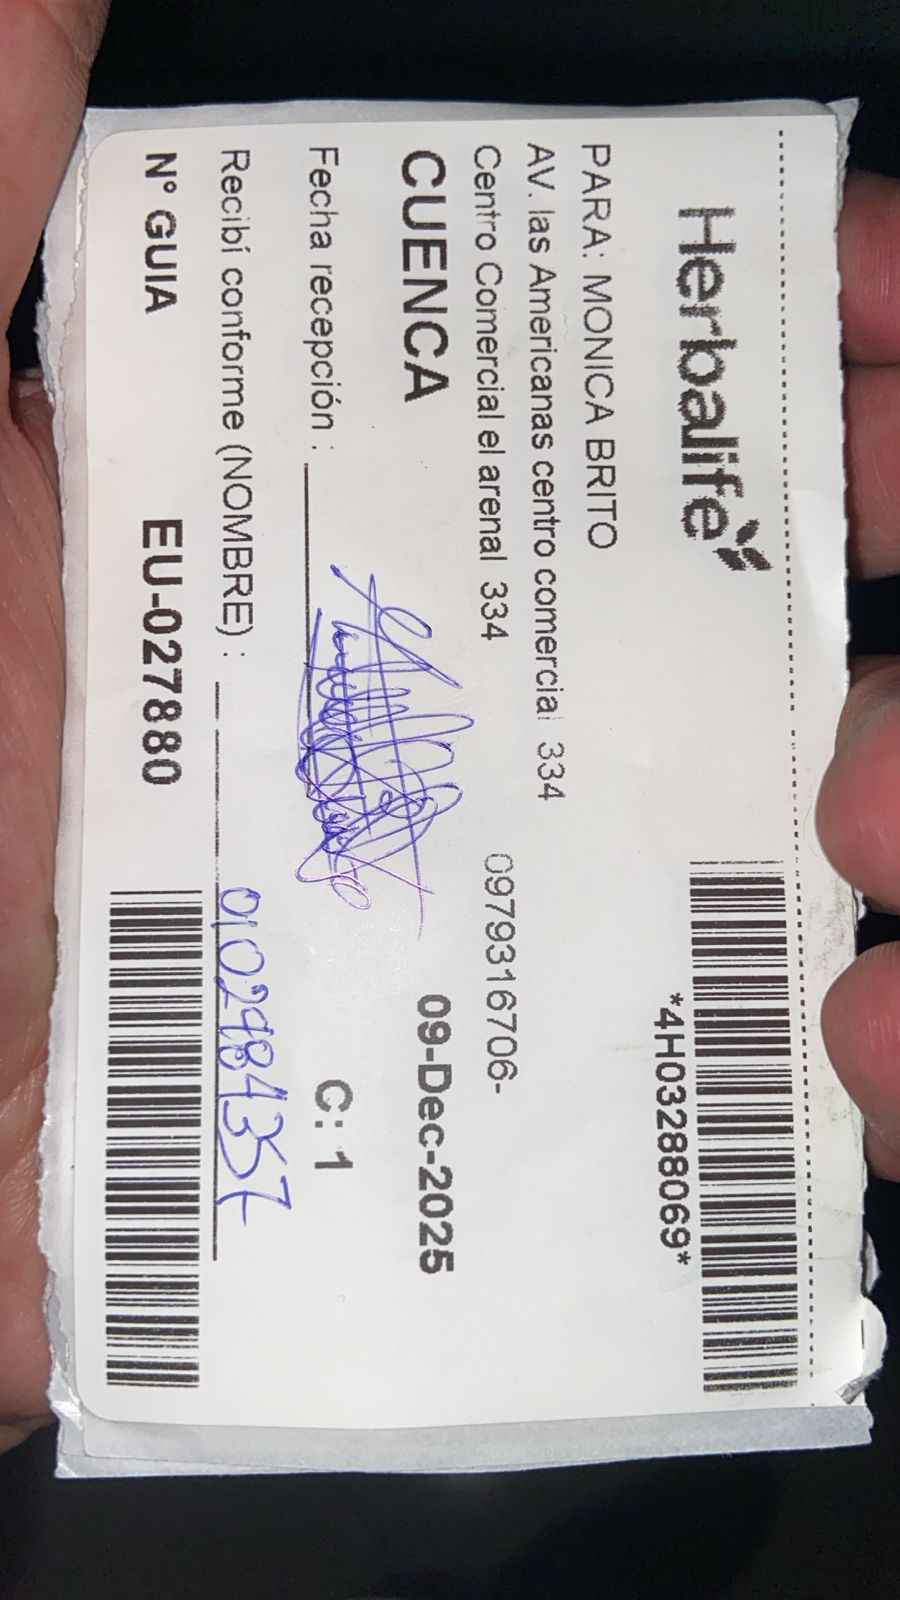 Herbalife
*4H03288069*
PARA: MONICA BRITO
AV. las Americanas centro comercial 334
Centro Comercial el arenal 334
0979316706-
CUENCA
09-Dec-2025
Fecha recepción :
C: 1
Recibí conforme (NOMBRE) :
0102984357
N° GUIA
EU-027880